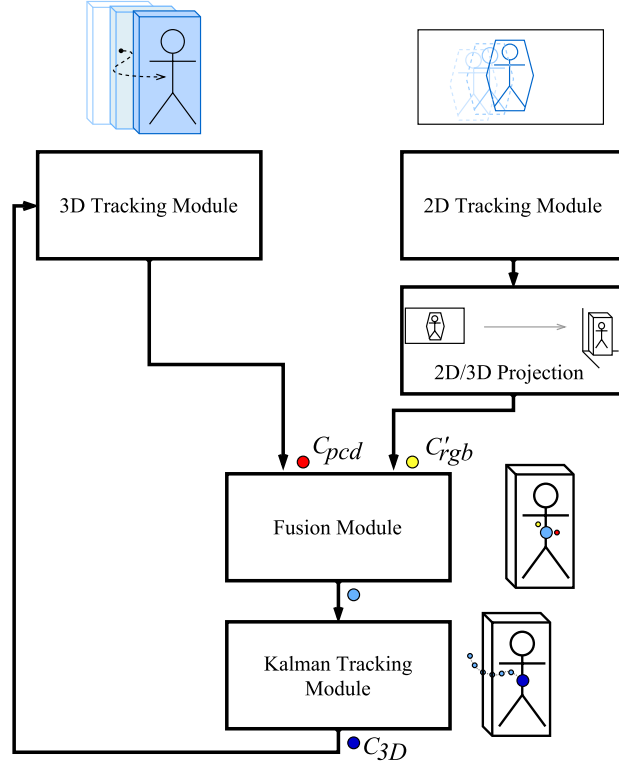 3D Tracking Module
2D Tracking Module
2D/3D Projection
C_pcd
C'_rgb
Fusion Module
Kalman Tracking
Module
C_3D